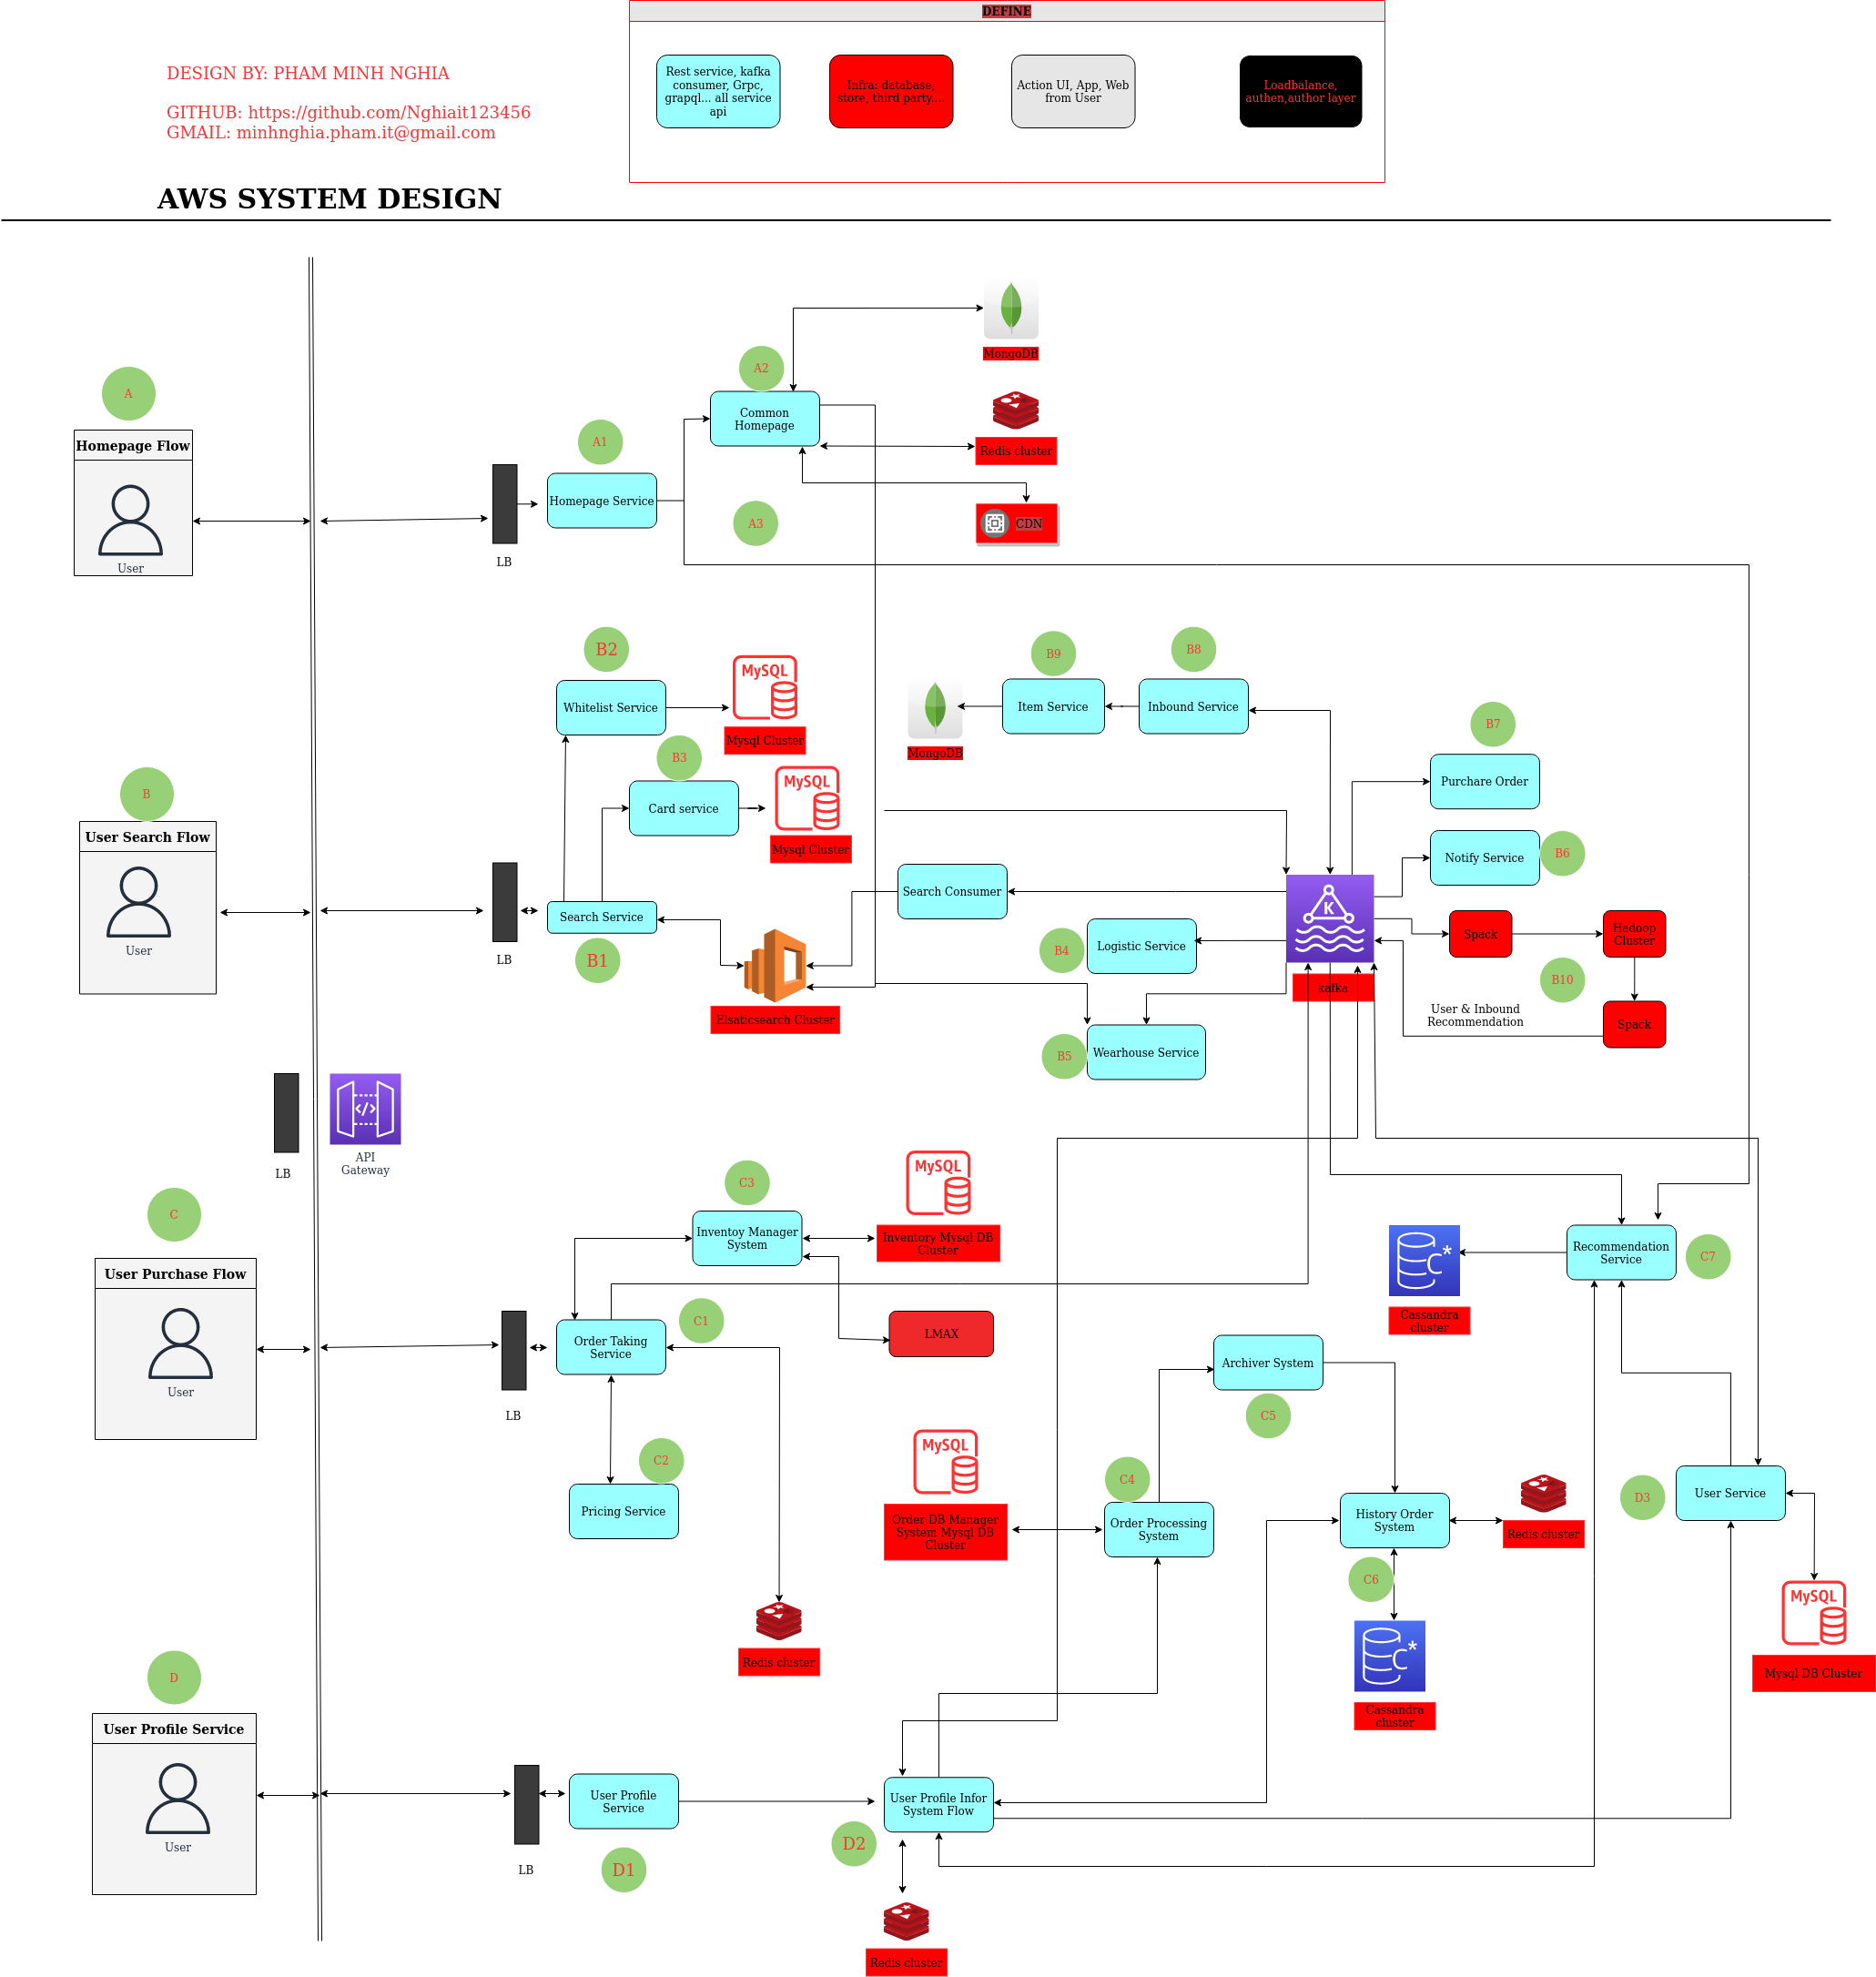 DEFINE
Rest service, kafka
consumer, Grpc,
grapql... all service
api
Infra: database,
store, third party....
Action UI, App, Web
from User
Loadbalance,
authen,author layer
DESIGN BY: PHAM MINH NGHIA
GITHUB: https://github.com/Nghiait123456
GMAIL: minhnghia.pham.it@gmail.com
AWS SYSTEM DESIGN
A
Homepage Flow
User
LB
A1
Homepage Service
A2
Common
Homepage
A3
MongoDB
Redis cluster
CDN
B
User Search Flow
User
LB
B2
Whitelist Service
MySQL
Mysql Cluster
B3
Card service
MySQL
Mysql Cluster
Search Service
B1
Elsaticsearch Cluster
B9
Item Service
MongoDB
B8
Inbound Service
B7
Purchare Order
Notify Service
B6
Search Consumer
B4
Logistic Service
K
kafka
Spack
Hadoop
Cluster
B10
User & Inbound
Recommendation
Spack
B5
Wearhouse Service
LB
API
Gateway
C
User Purchase Flow
User
LB
C3
Inventoy Manager
System
MySQL
Inventory Mysql DB
Cluster
C1
Order Taking
Service
LMAX
C2
Pricing Service
Redis cluster
Recommendation
Service
C7
C*
Cassandra
cluster
Archiver System
C5
MySQL
Order DB Manager
System Mysql DB
Cluster
C4
Order Processing
System
History Order
System
Redis cluster
C6
C*
Cassandra
cluster
D3
User Service
MySQL
Mysql DB Cluster
D
User Profile Service
User
LB
User Profile
Service
D1
User Profile Infor
System Flow
D2
Redis cluster